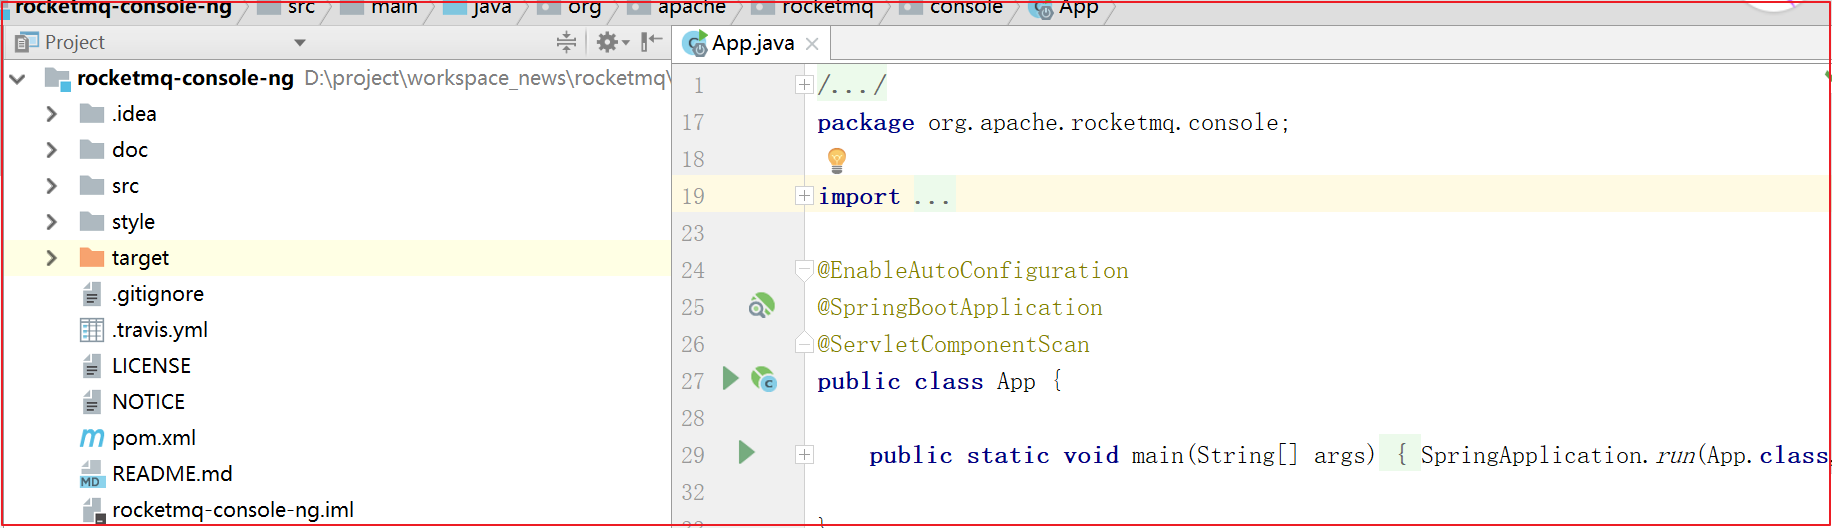 rocketmq-console-ng src main java org apache rocketmq console App
Project
rocketmq-console-ng D:\project\workspace_news\rocketmq\
.idea
doc
src
style
target
.gitignore
.travis.yml
LICENSE
NOTICE
pom.xml
README.md
rocketmq-console-ng.iml
App.java
1 /.../
17 package org.apache.rocketmq.console;
18
19 import ...
23
24 @EnableAutoConfiguration
25 @SpringBootApplication
26 @ServletComponentScan
27 public class App {
28
29 public static void main(String[] args) { SpringApplication.run(App.class
32
}